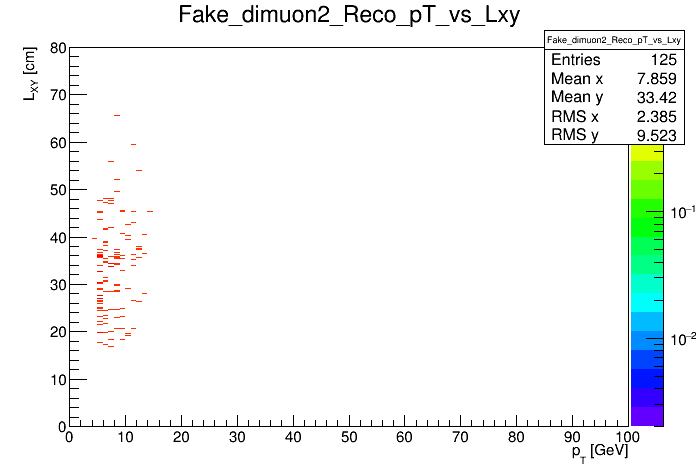 Fake_dimuon2_Reco_pT_vs_Lxy
Fake_dimuon2_Reco_pT_vs_Lxy
Entries 125
Mean x 7.859
Mean y 33.42
RMS x 2.385
RMS y 9.523
L_XY [cm]
80
70
60
50
40
30
20
10
0
0 10 20 30 40 50 60 70 80 90 100
p_T [GeV]
10^−1
10^−2